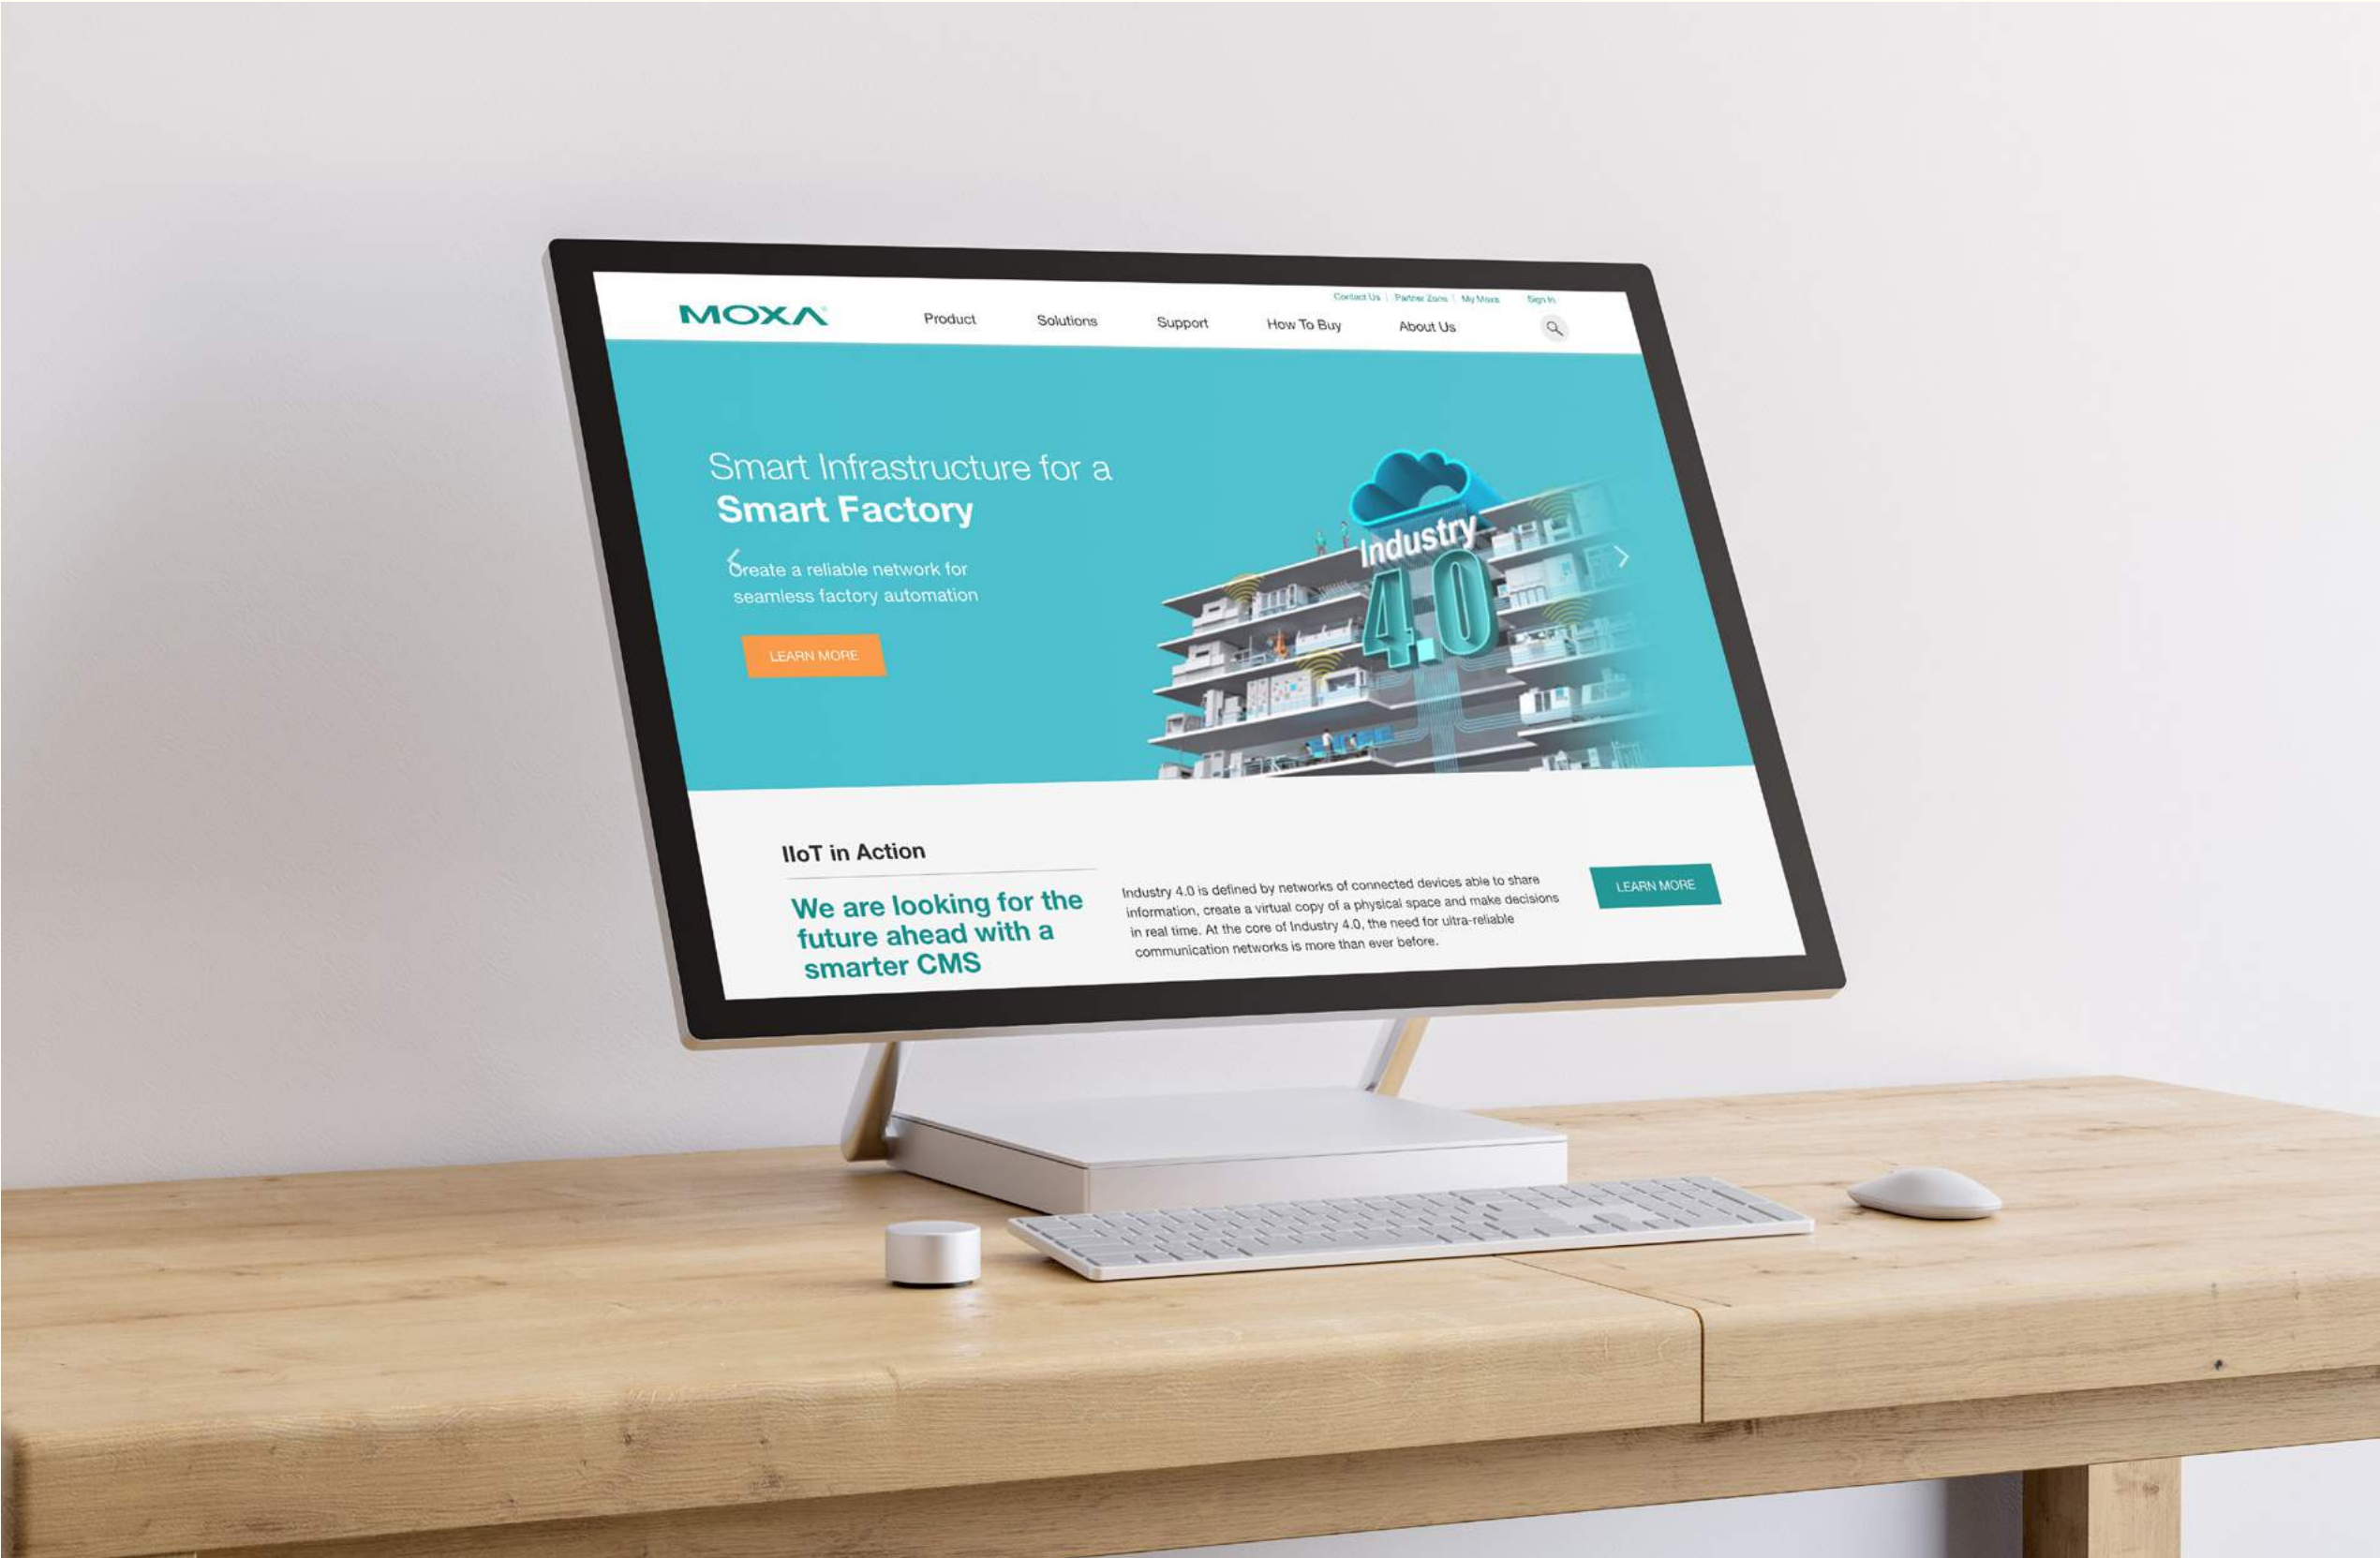 Contact Us | Partner Zone | My Moxa Sign In
MOXA
Product Solutions Support How To Buy About Us
Smart Infrastructure for a
Smart Factory
Create a reliable network for
seamless factory automation
LEARN MORE
Industry
4.0
IIoT in Action
We are looking for the
future ahead with a
smarter CMS
Industry 4.0 is defined by networks of connected devices able to share
information, create a virtual copy of a physical space and make decisions
in real time. At the core of Industry 4.0, the need for ultra-reliable
communication networks is more than ever before.
LEARN MORE